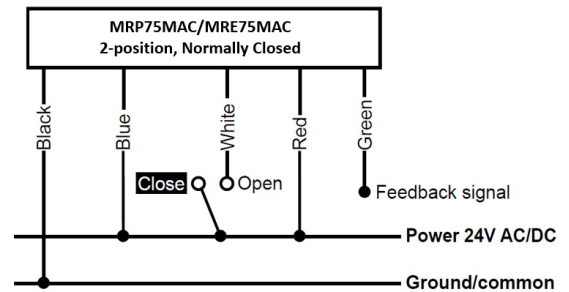 MRP75MAC/MRE75MAC
2-position, Normally Closed
Black
Blue
White
Red
Green
Close
Open
Feedback signal
Power 24V AC/DC
Ground/common